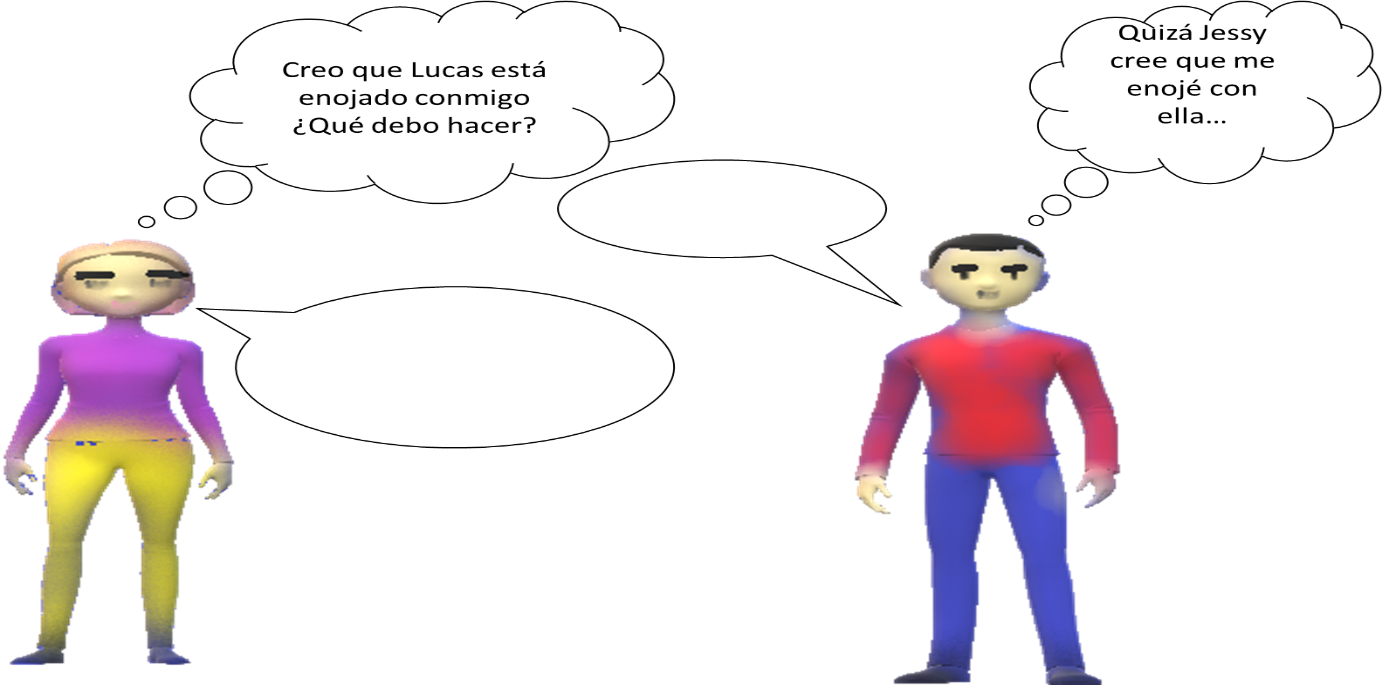 Creo que Lucas está
enojado conmigo
¿Qué debo hacer?
Quizá Jessy
cree que me
enojé con
ella...